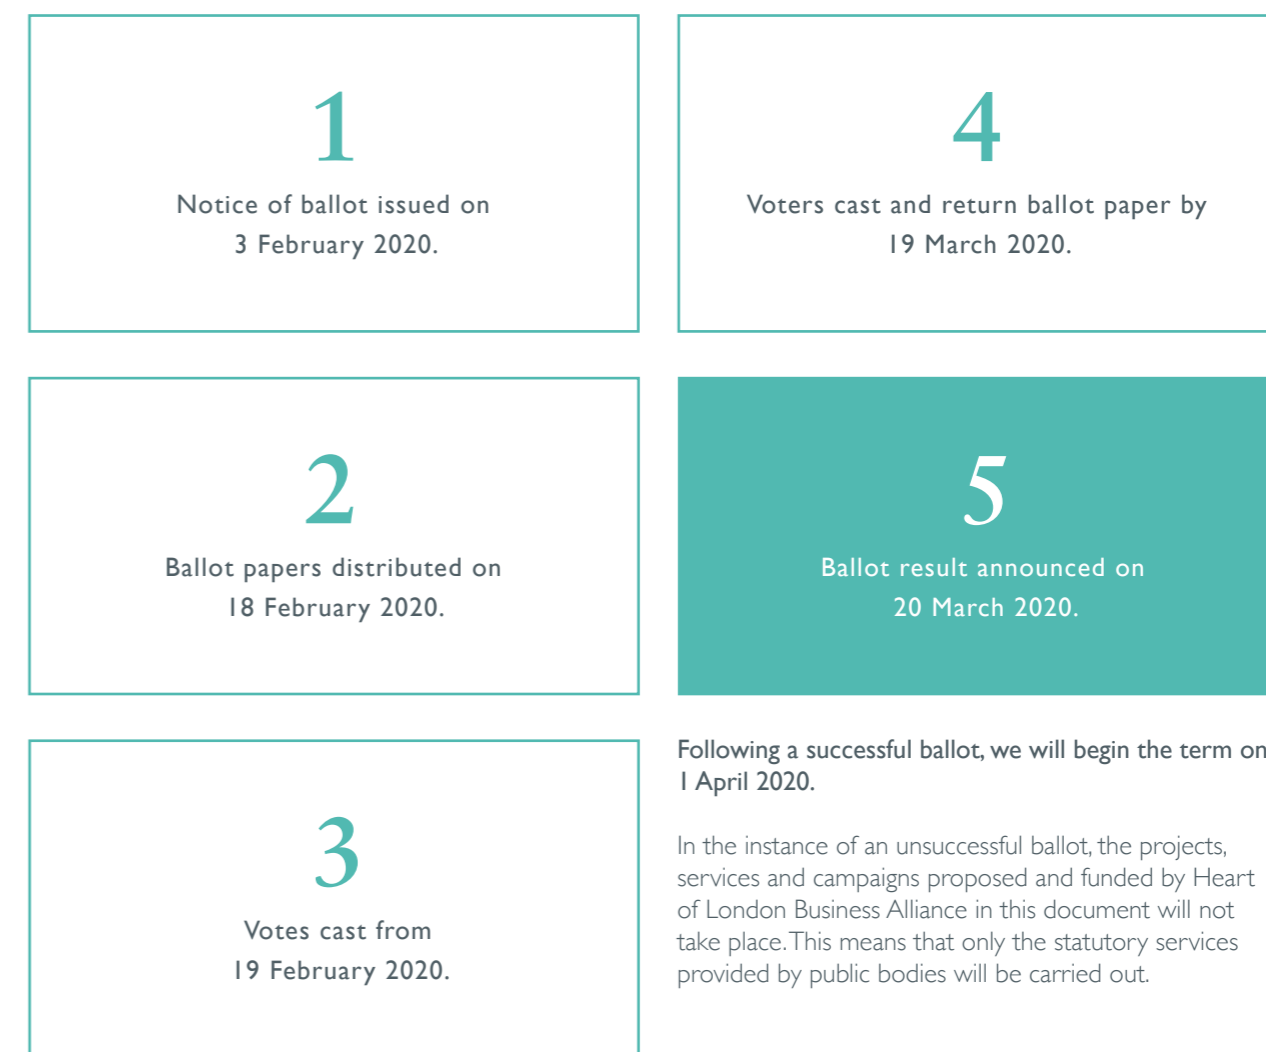 1
Notice of ballot issued on
3 February 2020.
2
Ballot papers distributed on
18 February 2020.
3
Votes cast from
19 February 2020.
4
Voters cast and return ballot paper by
19 March 2020.
5
Ballot result announced on
20 March 2020.
Following a successful ballot, we will begin the term on
1 April 2020.
In the instance of an unsuccessful ballot, the projects,
services and campaigns proposed and funded by Heart
of London Business Alliance in this document will not
take place. This means that only the statutory services
provided by public bodies will be carried out.